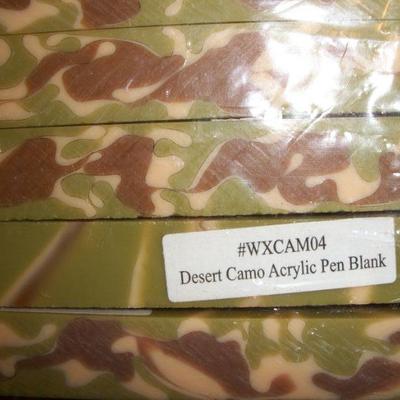 #WXCAM04
Desert Camo Acrylic Pen Blank